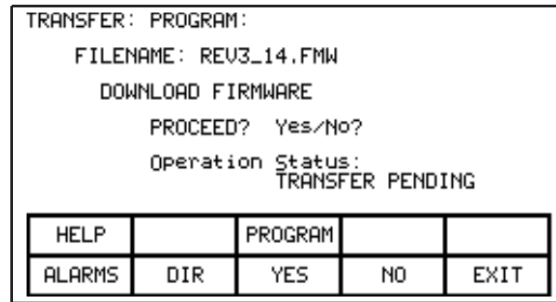 TRANSFER: PROGRAM:
FILENAME: REV3_14.FMW
DOWNLOAD FIRMWARE
PROCEED? Yes/No?
Operation Status:
TRANSFER PENDING
HELP PROGRAM
ALARMS DIR YES NO EXIT